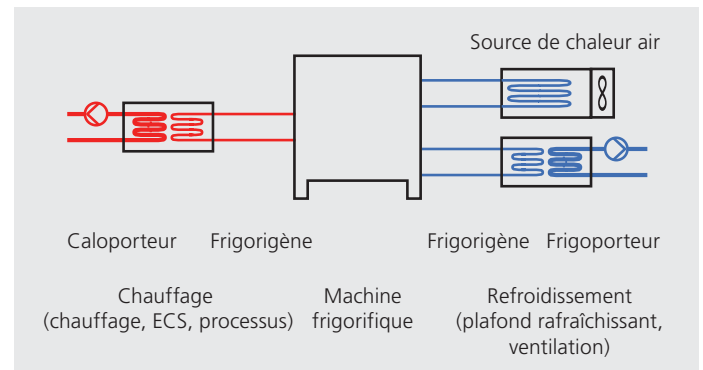 Source de chaleur air
Caloporteur Frigorigène Frigorigène Frigoporteur
Chauffage
(chauffage, ECS, processus)
Machine
frigorifique
Refroidissement
(plafond rafraîchissant,
ventilation)